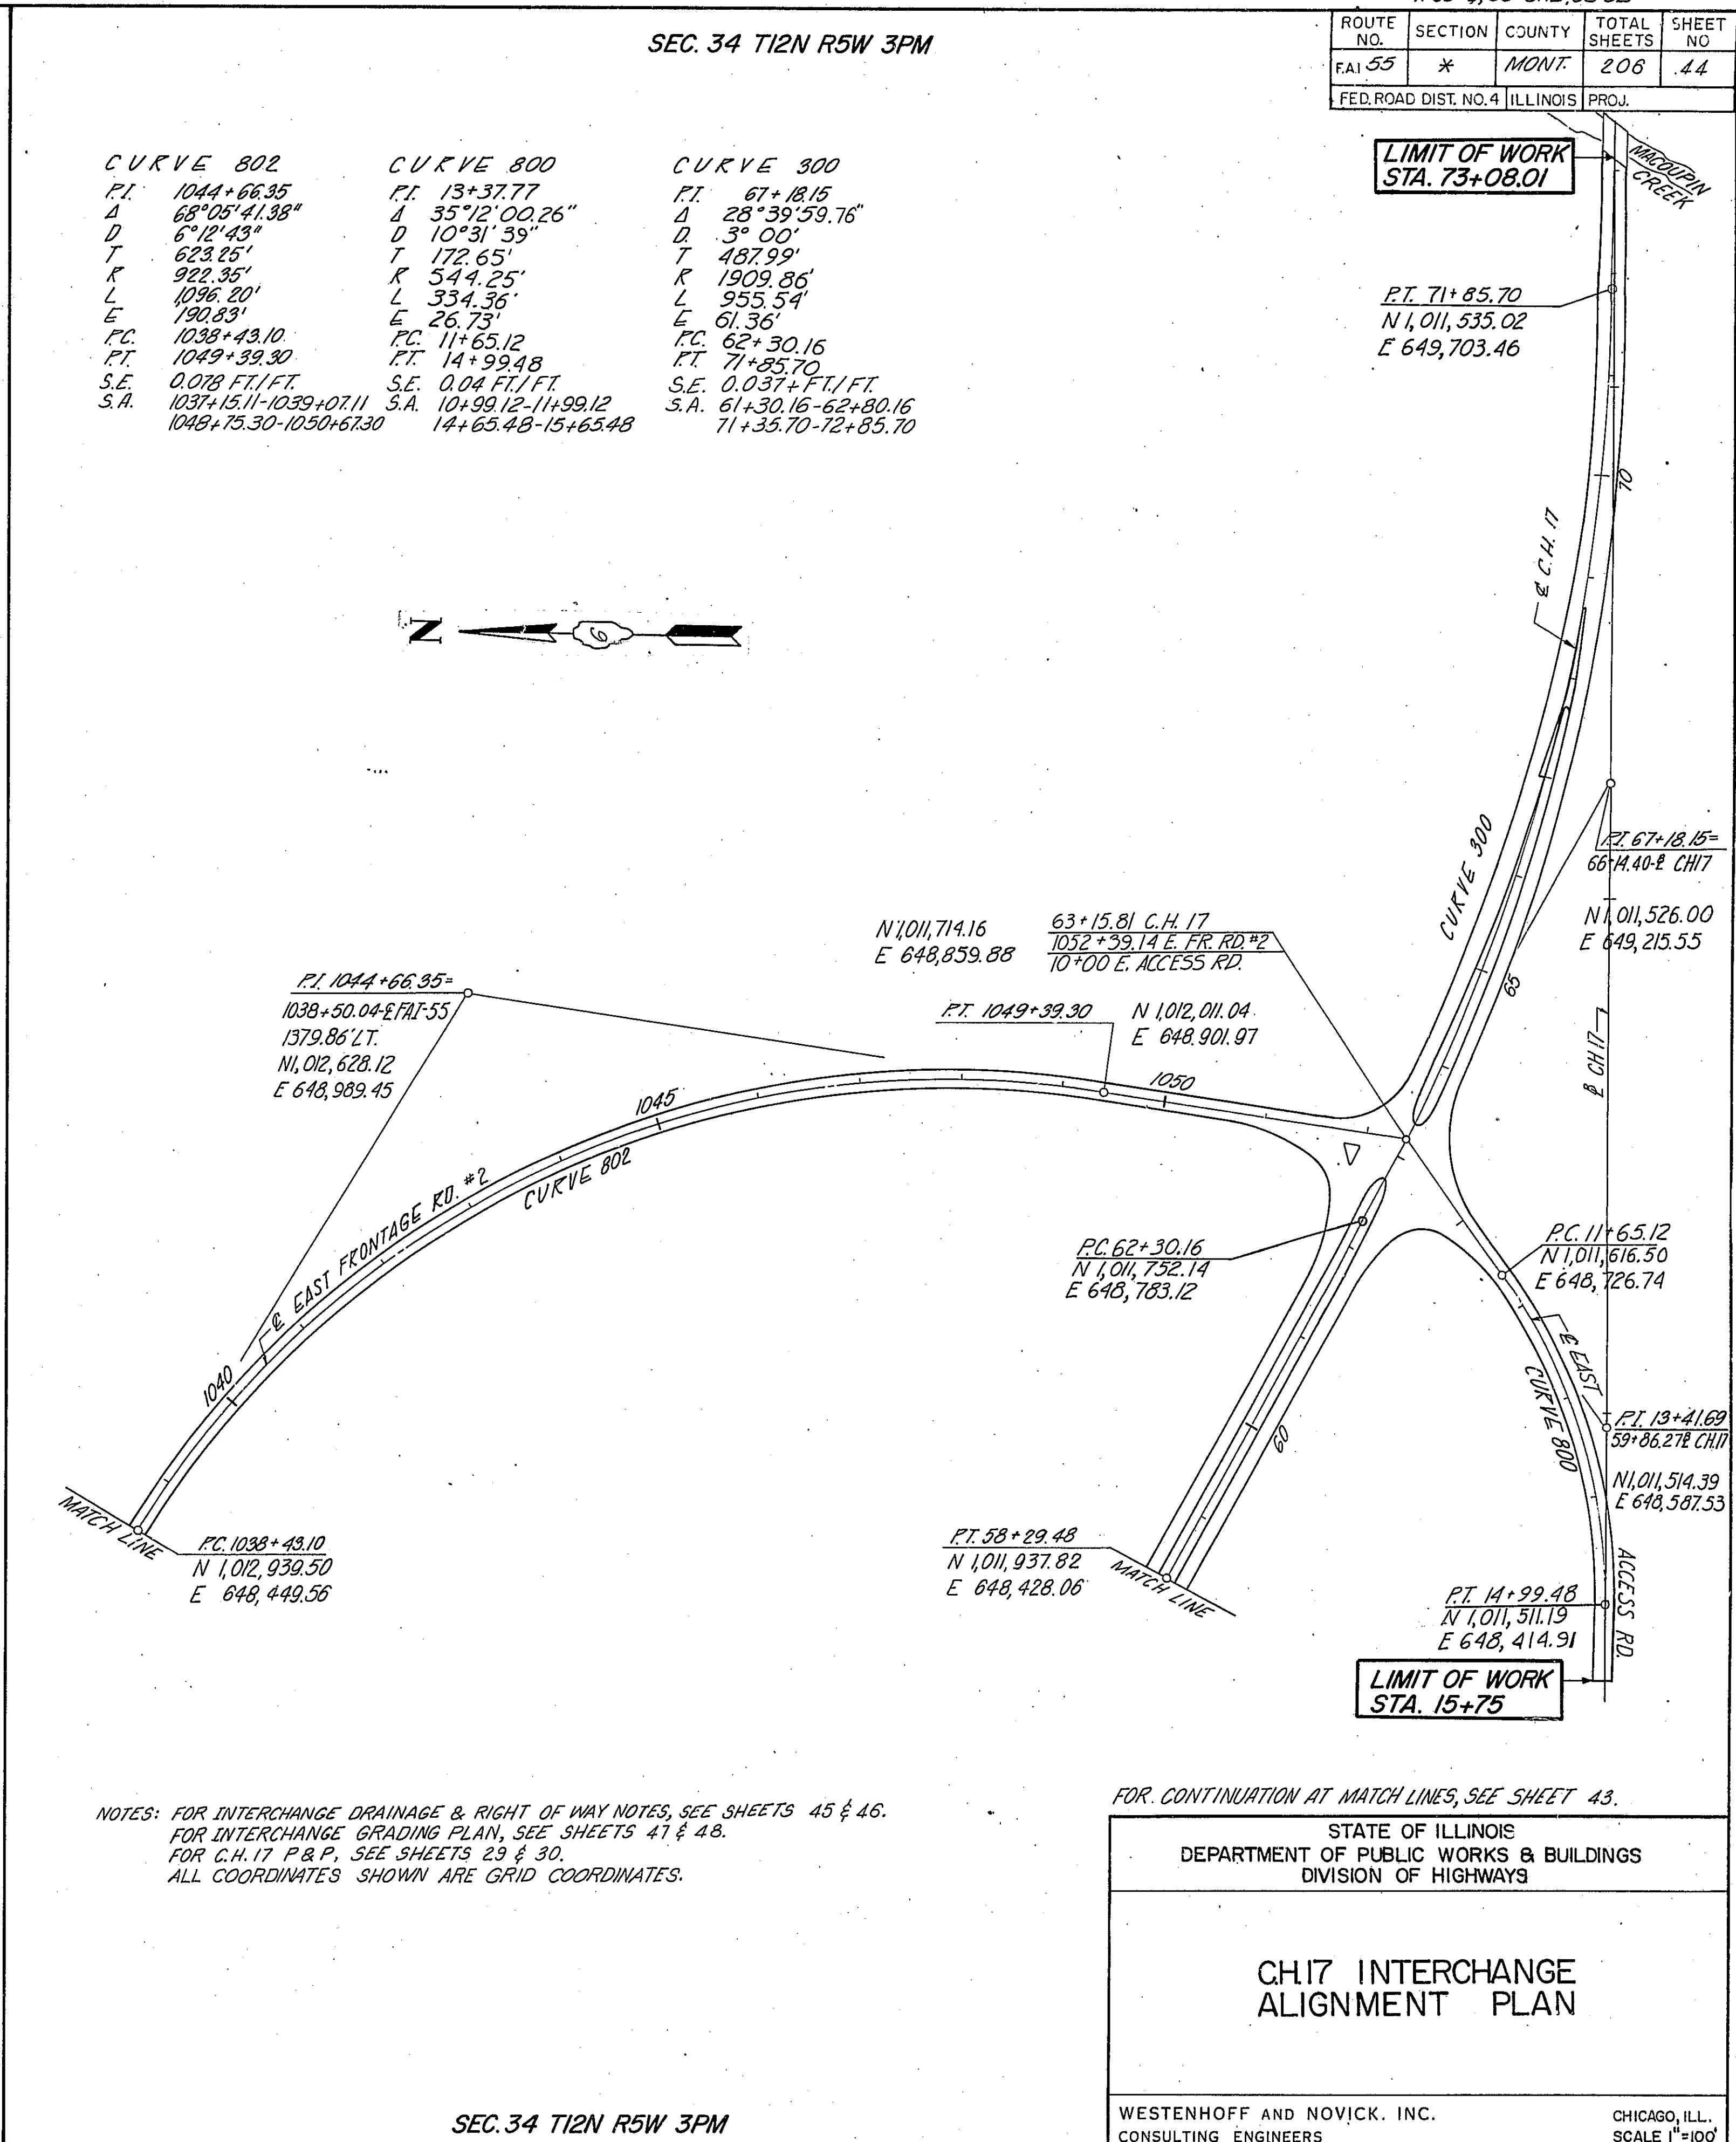 SEC. 34 T12N R5W 3PM
ROUTE NO. SECTION COUNTY TOTAL SHEETS SHEET NO
F.A.I 55 * MONT. 206 44
FED. ROAD DIST. NO. 4 ILLINOIS PROJ.
CURVE 802
P.I. 1044+66.35
Δ 68°05'41.38"
D 6°12'43"
T 623.25'
R 922.35'
L 1,096.20'
E 190.83'
P.C. 1038+43.10
P.T. 1049+39.30
S.E. 0.078 FT./FT.
S.A. 1037+15.11-1039+07.11
1048+75.30-1050+67.30
CURVE 800
P.I. 13+37.77
Δ 35°12'00.26"
D 10°31'39"
T 172.65'
R 544.25'
L 334.36'
E 26.73'
P.C. 11+65.12
P.T. 14+99.48
S.E. 0.04 FT./FT.
S.A. 10+99.12-11+99.12
14+65.48-15+65.48
CURVE 300
P.I. 67+18.15
Δ 28°39'59.76"
D. 3° 00'
T 487.99'
R 1909.86'
L 955.54'
E 61.36'
P.C. 62+30.16
P.T. 71+85.70
S.E. 0.037+ FT./FT.
S.A. 61+30.16-62+80.16
71+35.70-72+85.70
LIMIT OF WORK
STA. 73+08.01
MACOUPIN
CREEK
P.T. 71+85.70
N 1,011,535.02
E 649,703.46
70
℄ C.H. 17
N
6
CURVE 300
P.I. 67+18.15=
66+14.40-℄ CH17
N 1,011,526.00
E 649,215.55
65
℄ CH 17
N 1,011,714.16
E 648,859.88
63+15.81 C.H. 17
1052+39.14 E. FR. RD. #2
10+00 E. ACCESS RD.
P.I. 1044+66.35=
1038+50.04-℄ FAI-55
1379.86' LT.
N1,012,628.12
E 648,989.45
P.T. 1049+39.30
N 1,012,011.04
E 648.901.97
1045
1050
℄ EAST FRONTAGE RD. #2
CURVE 802
1040
MATCH LINE
P.C. 1038+43.10
N 1,012,939.50
E 648,449.56
P.C. 62+30.16
N 1,011,752.14
E 648,783.12
P.C. 11+65.12
N 1,011,616.50
E 648,726.74
60
℄ EAST
CURVE 800
P.I. 13+41.69
59+86.27℄ CH.17
N1,011,514.39
E 648,587.53
P.T. 58+29.48
N 1,011,937.82
E 648,428.06
MATCH LINE
P.T. 14+99.48
N 1,011,511.19
E 648,414.91
ACCESS RD.
LIMIT OF WORK
STA. 15+75
NOTES: FOR INTERCHANGE DRAINAGE & RIGHT OF WAY NOTES, SEE SHEETS 45 & 46.
FOR INTERCHANGE GRADING PLAN, SEE SHEETS 47 & 48.
FOR C.H. 17 P & P, SEE SHEETS 29 & 30.
ALL COORDINATES SHOWN ARE GRID COORDINATES.
FOR CONTINUATION AT MATCH LINES, SEE SHEET 43.
STATE OF ILLINOIS
DEPARTMENT OF PUBLIC WORKS & BUILDINGS
DIVISION OF HIGHWAYS
C.H.17 INTERCHANGE
ALIGNMENT PLAN
SEC. 34 T12N R5W 3PM
WESTENHOFF AND NOVICK. INC.
CONSULTING ENGINEERS
CHICAGO, ILL.
SCALE 1"=100'